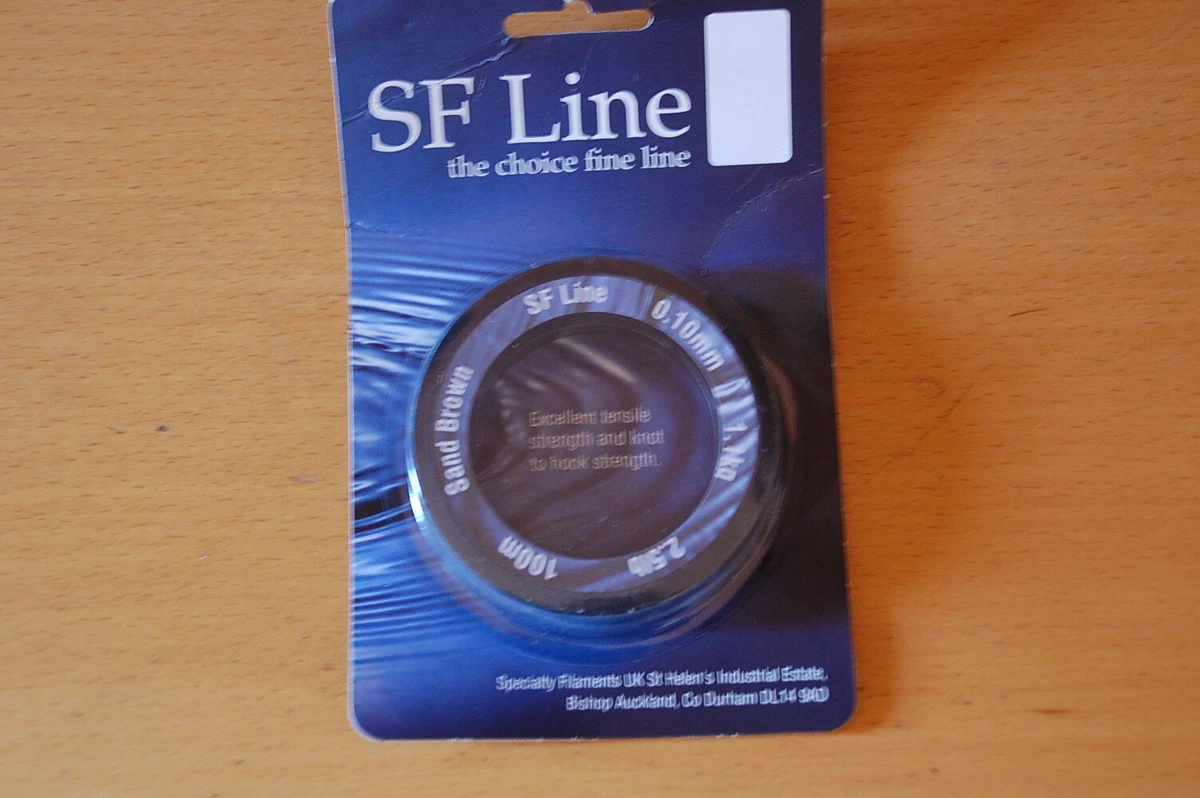 SF Line
the choice fine line
SF Line
0.10mm
1.1kg
2.5lb
100m
Sand Brown
Excellent tensile
strength and knot
to hook strength.
Specialty Filaments UK St Helen's Industrial Estate,
Bishop Auckland, Co Durham DL14 9AD